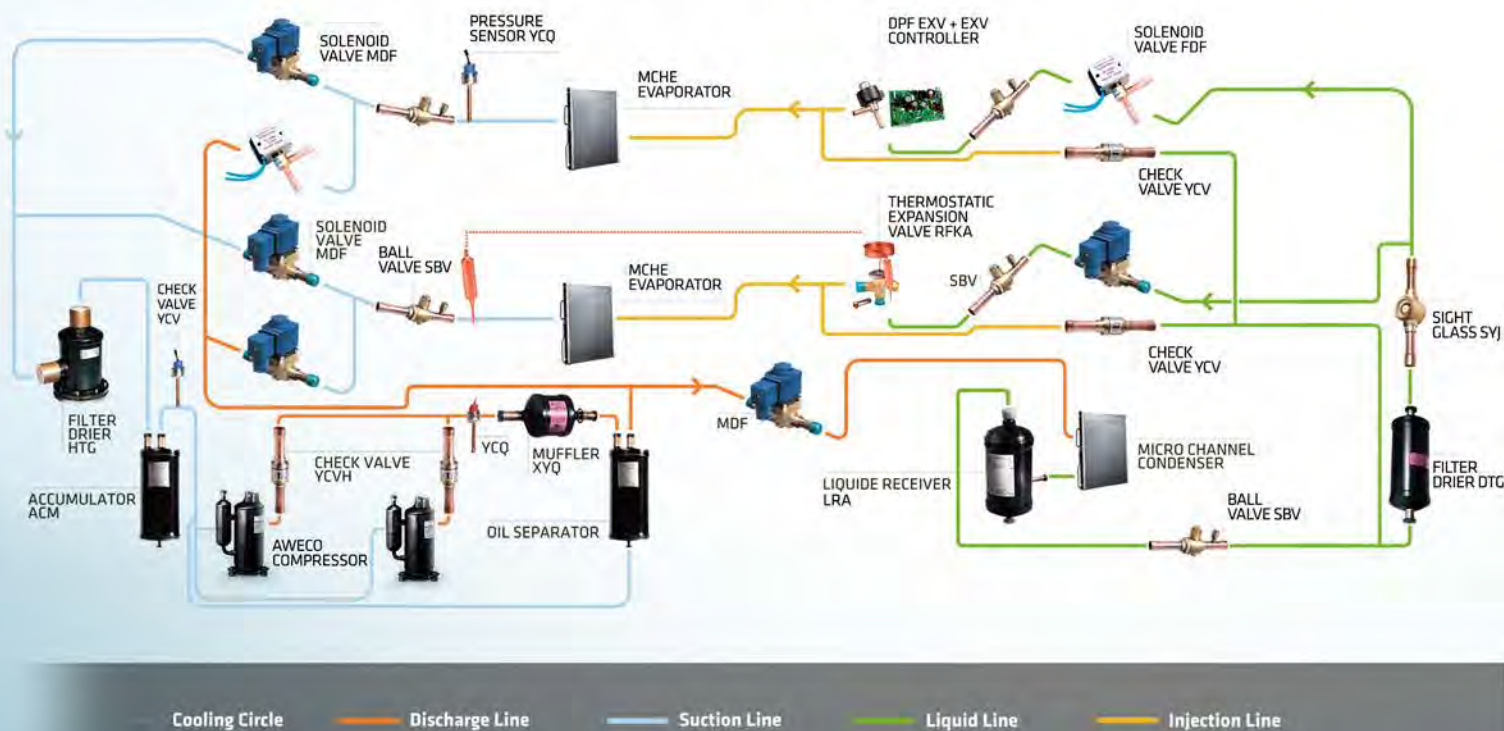 PRESSURE
SENSOR YCQ
DPF EXV + EXV
CONTROLLER
SOLENOID
VALVE FDF
SOLENOID
VALVE MDF
MCHE
EVAPORATOR
CHECK
VALVE YCV
THERMOSTATIC
EXPANSION
VALVE RFKA
SOLENOID
VALVE
MDF
BALL
VALVE SBV
MCHE
EVAPORATOR
SBV
CHECK
VALVE
YCV
SIGHT
GLASS SYJ
CHECK
VALVE YCV
FILTER
DRIER
HTG
MDF
YCQ
MUFFLER
XYQ
CHECK VALVE
YCVH
MICRO CHANNEL
CONDENSER
LIQUIDE RECEIVER
LRA
FILTER
DRIER DTG
ACCUMULATOR
ACM
BALL
VALVE SBV
OIL SEPARATOR
AWECO
COMPRESSOR
Cooling Circle
Discharge Line
Suction Line
Liquid Line
Injection Line